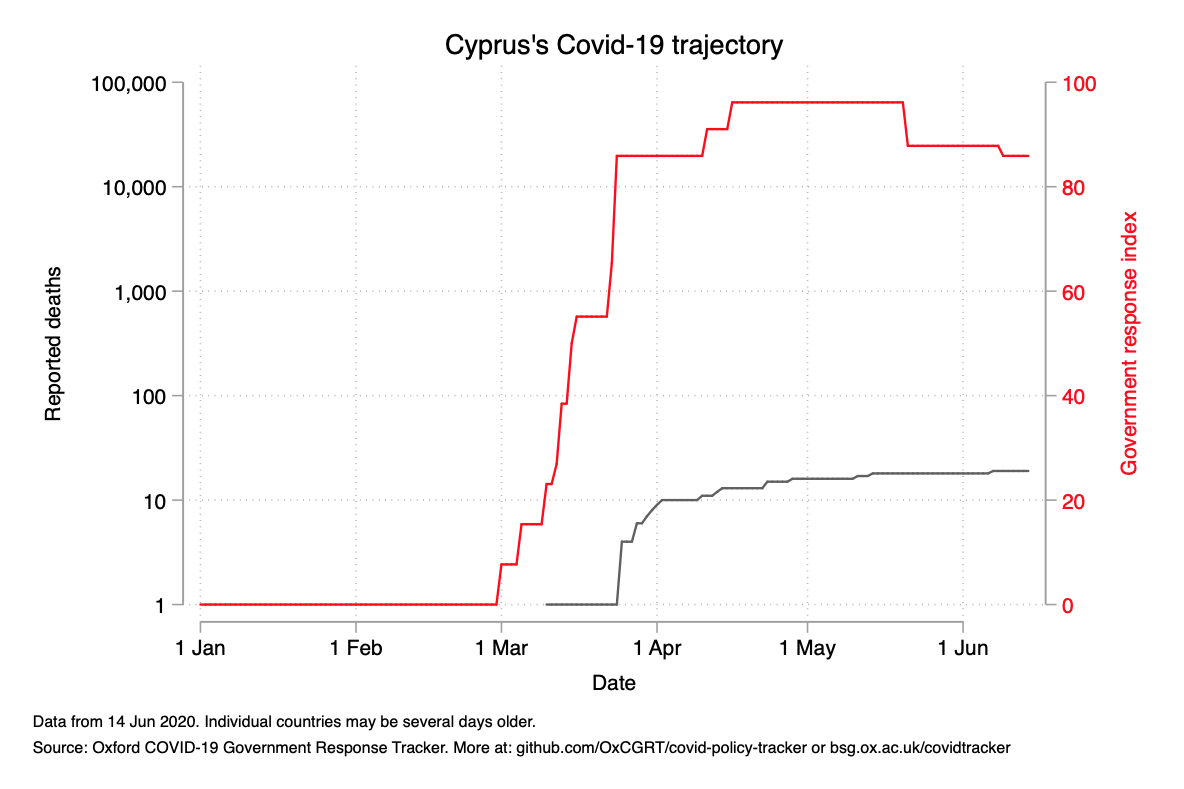 Cyprus's Covid-19 trajectory
100,000
10,000
1,000
100
10
1
Reported deaths
100
80
60
40
20
0
Government response index
1 Jan
1 Feb
1 Mar
1 Apr
1 May
1 Jun
Date
Data from 14 Jun 2020. Individual countries may be several days older.
Source: Oxford COVID-19 Government Response Tracker. More at: github.com/OxCGRT/covid-policy-tracker or bsg.ox.ac.uk/covidtracker